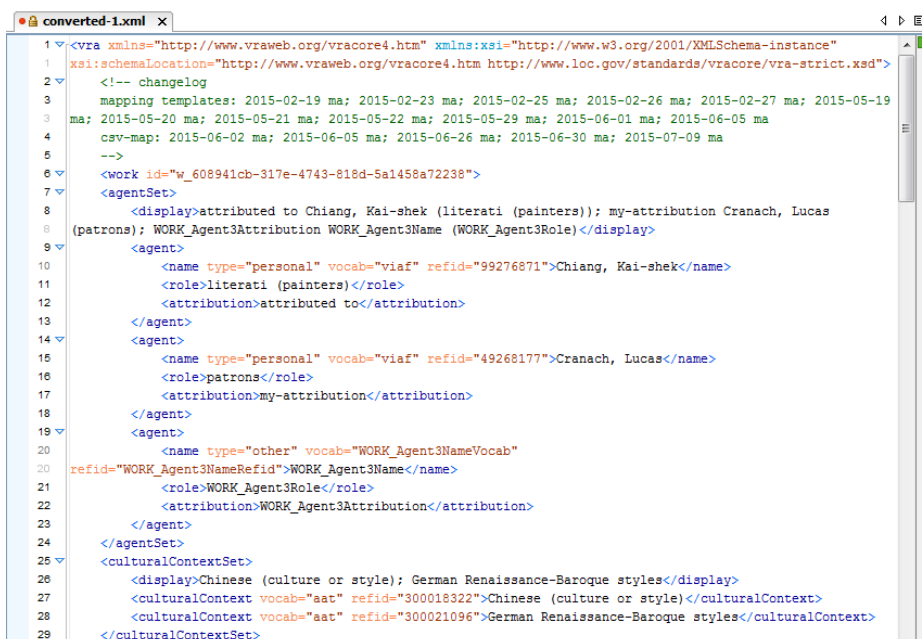 converted-1.xml
1 <vra xmlns="http://www.vraweb.org/vracore4.htm" xmlns:xsi="http://www.w3.org/2001/XMLSchema-instance"
1 xsi:schemaLocation="http://www.vraweb.org/vracore4.htm http://www.loc.gov/standards/vracore/vra-strict.xsd">
2 <!-- changelog
3 mapping templates: 2015-02-19 ma; 2015-02-23 ma; 2015-02-25 ma; 2015-02-26 ma; 2015-02-27 ma; 2015-05-19
3 ma; 2015-05-20 ma; 2015-05-21 ma; 2015-05-22 ma; 2015-05-29 ma; 2015-06-01 ma; 2015-06-05 ma
4 csv-map: 2015-06-02 ma; 2015-06-05 ma; 2015-06-26 ma; 2015-06-30 ma; 2015-07-09 ma
5 -->
6 <work id="w_608941cb-317e-4743-818d-5a1458a72238">
7 <agentSet>
8 <display>attributed to Chiang, Kai-shek (literati (painters)); my-attribution Cranach, Lucas
8 (patrons); WORK_Agent3Attribution WORK_Agent3Name (WORK_Agent3Role)</display>
9 <agent>
10 <name type="personal" vocab="viaf" refid="99276871">Chiang, Kai-shek</name>
11 <role>literati (painters)</role>
12 <attribution>attributed to</attribution>
13 </agent>
14 <agent>
15 <name type="personal" vocab="viaf" refid="49268177">Cranach, Lucas</name>
16 <role>patrons</role>
17 <attribution>my-attribution</attribution>
18 </agent>
19 <agent>
20 <name type="other" vocab="WORK_Agent3NameVocab"
20 refid="WORK_Agent3NameRefid">WORK_Agent3Name</name>
21 <role>WORK_Agent3Role</role>
22 <attribution>WORK_Agent3Attribution</attribution>
23 </agent>
24 </agentSet>
25 <culturalContextSet>
26 <display>Chinese (culture or style); German Renaissance-Baroque styles</display>
27 <culturalContext vocab="aat" refid="300018322">Chinese (culture or style)</culturalContext>
28 <culturalContext vocab="aat" refid="300021096">German Renaissance-Baroque styles</culturalContext>
29 </culturalContextSet>